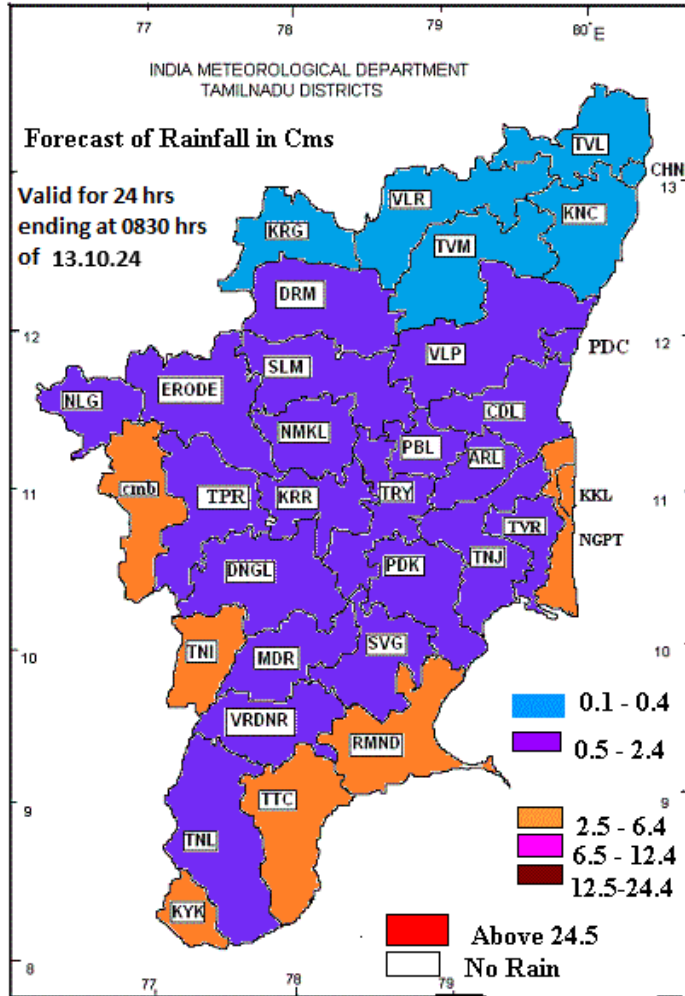 77 78 79 80° E
INDIA METEOROLOGICAL DEPARTMENT
TAMILNADU DISTRICTS
Forecast of Rainfall in Cms
TVL
CHN
13
Valid for 24 hrs
ending at 0830 hrs
of 13.10.24
VLR
KNC
KRG
TVM
DRM
12
12
PDC
VLP
SLM
ERODE
NLG
CDL
NMKL
PBL
ARL
cmb
11
TPR
KRR
TRY
KKL
11
TVR
NGPT
DNGL
PDK
TNJ
10
TNI
MDR
SVG
10
VRDNR
RMND
0.1 - 0.4
0.5 - 2.4
9
TTC
9
2.5 - 6.4
TNL
6.5 - 12.4
12.5-24.4
KYK
Above 24.5
No Rain
8
77 78 79